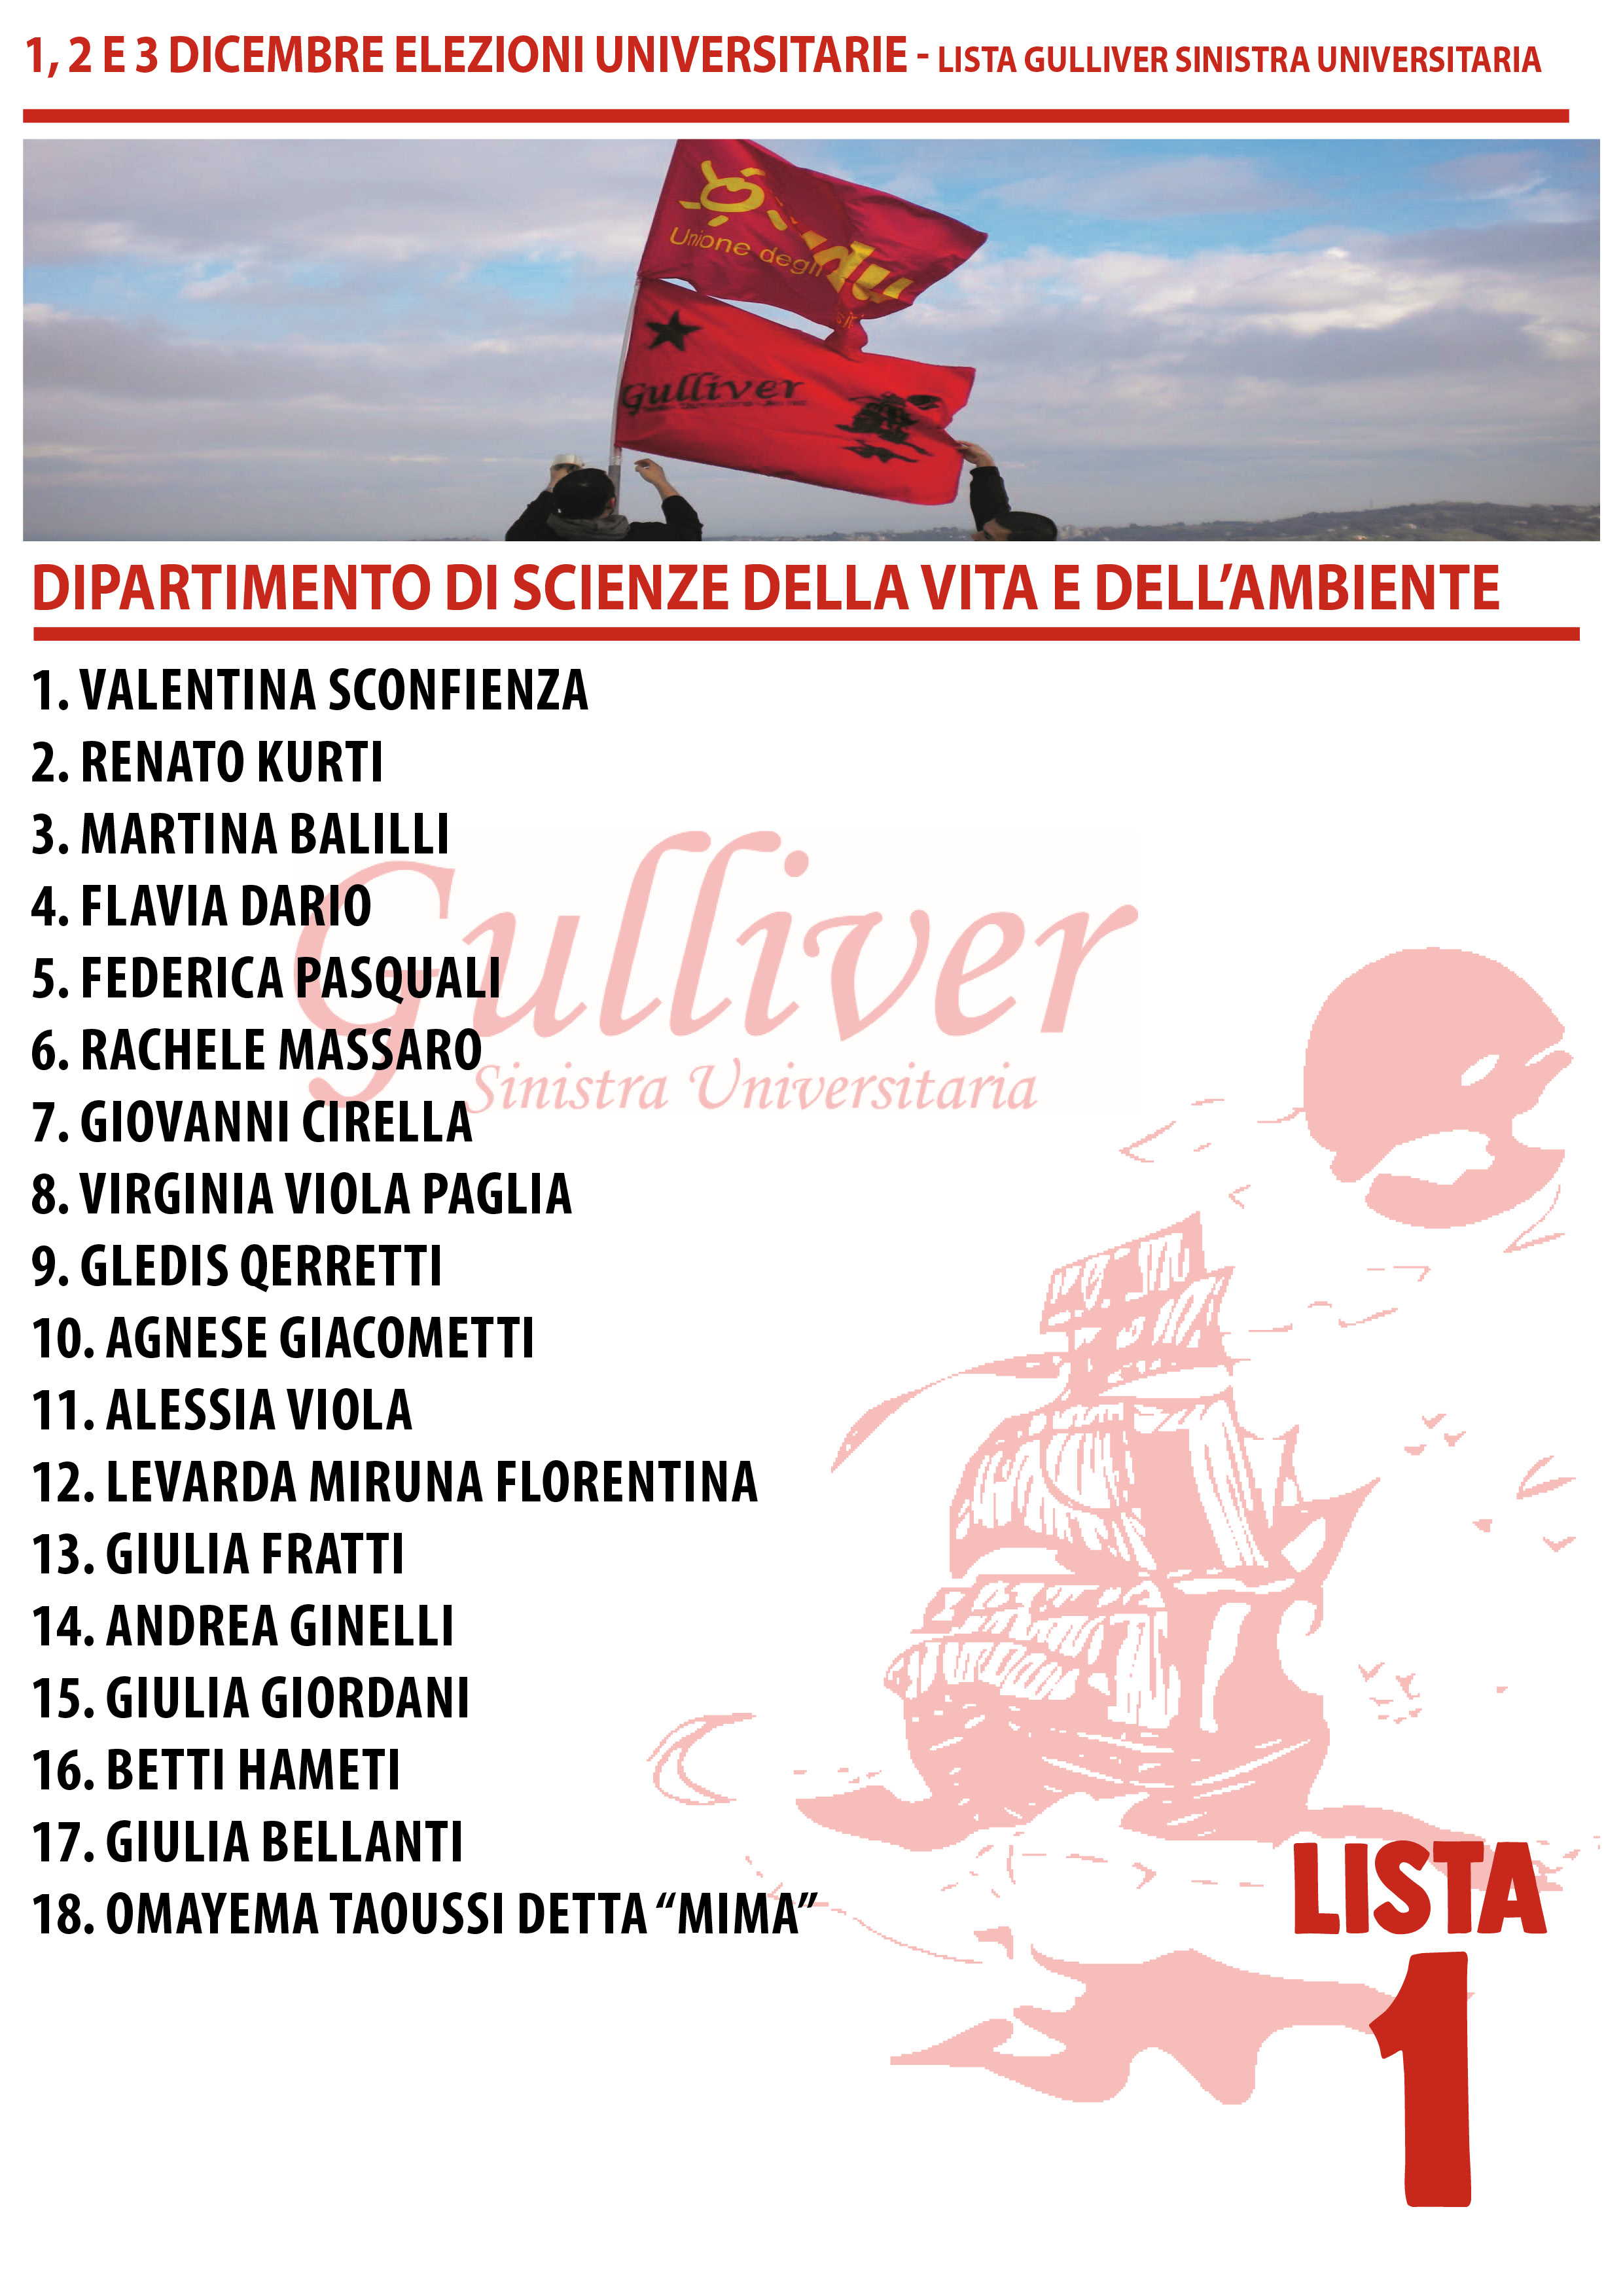 1, 2 E 3 DICEMBRE ELEZIONI UNIVERSITARIE - LISTA GULLIVER SINISTRA UNIVERSITARIA
Unione degli
Gulliver
DIPARTIMENTO DI SCIENZE DELLA VITA E DELL’AMBIENTE
1. VALENTINA SCONFIENZA
2. RENATO KURTI
3. MARTINA BALILLI
4. FLAVIA DARIO
5. FEDERICA PASQUALI
6. RACHELE MASSARO
7. GIOVANNI CIRELLA
8. VIRGINIA VIOLA PAGLIA
9. GLEDIS QERRETTI
10. AGNESE GIACOMETTI
11. ALESSIA VIOLA
12. LEVARDA MIRUNA FLORENTINA
13. GIULIA FRATTI
14. ANDREA GINELLI
15. GIULIA GIORDANI
16. BETTI HAMETI
17. GIULIA BELLANTI
18. OMAYEMA TAOUSSI DETTA “MIMA”
Gulliver
Sinistra Universitaria
LISTA
1